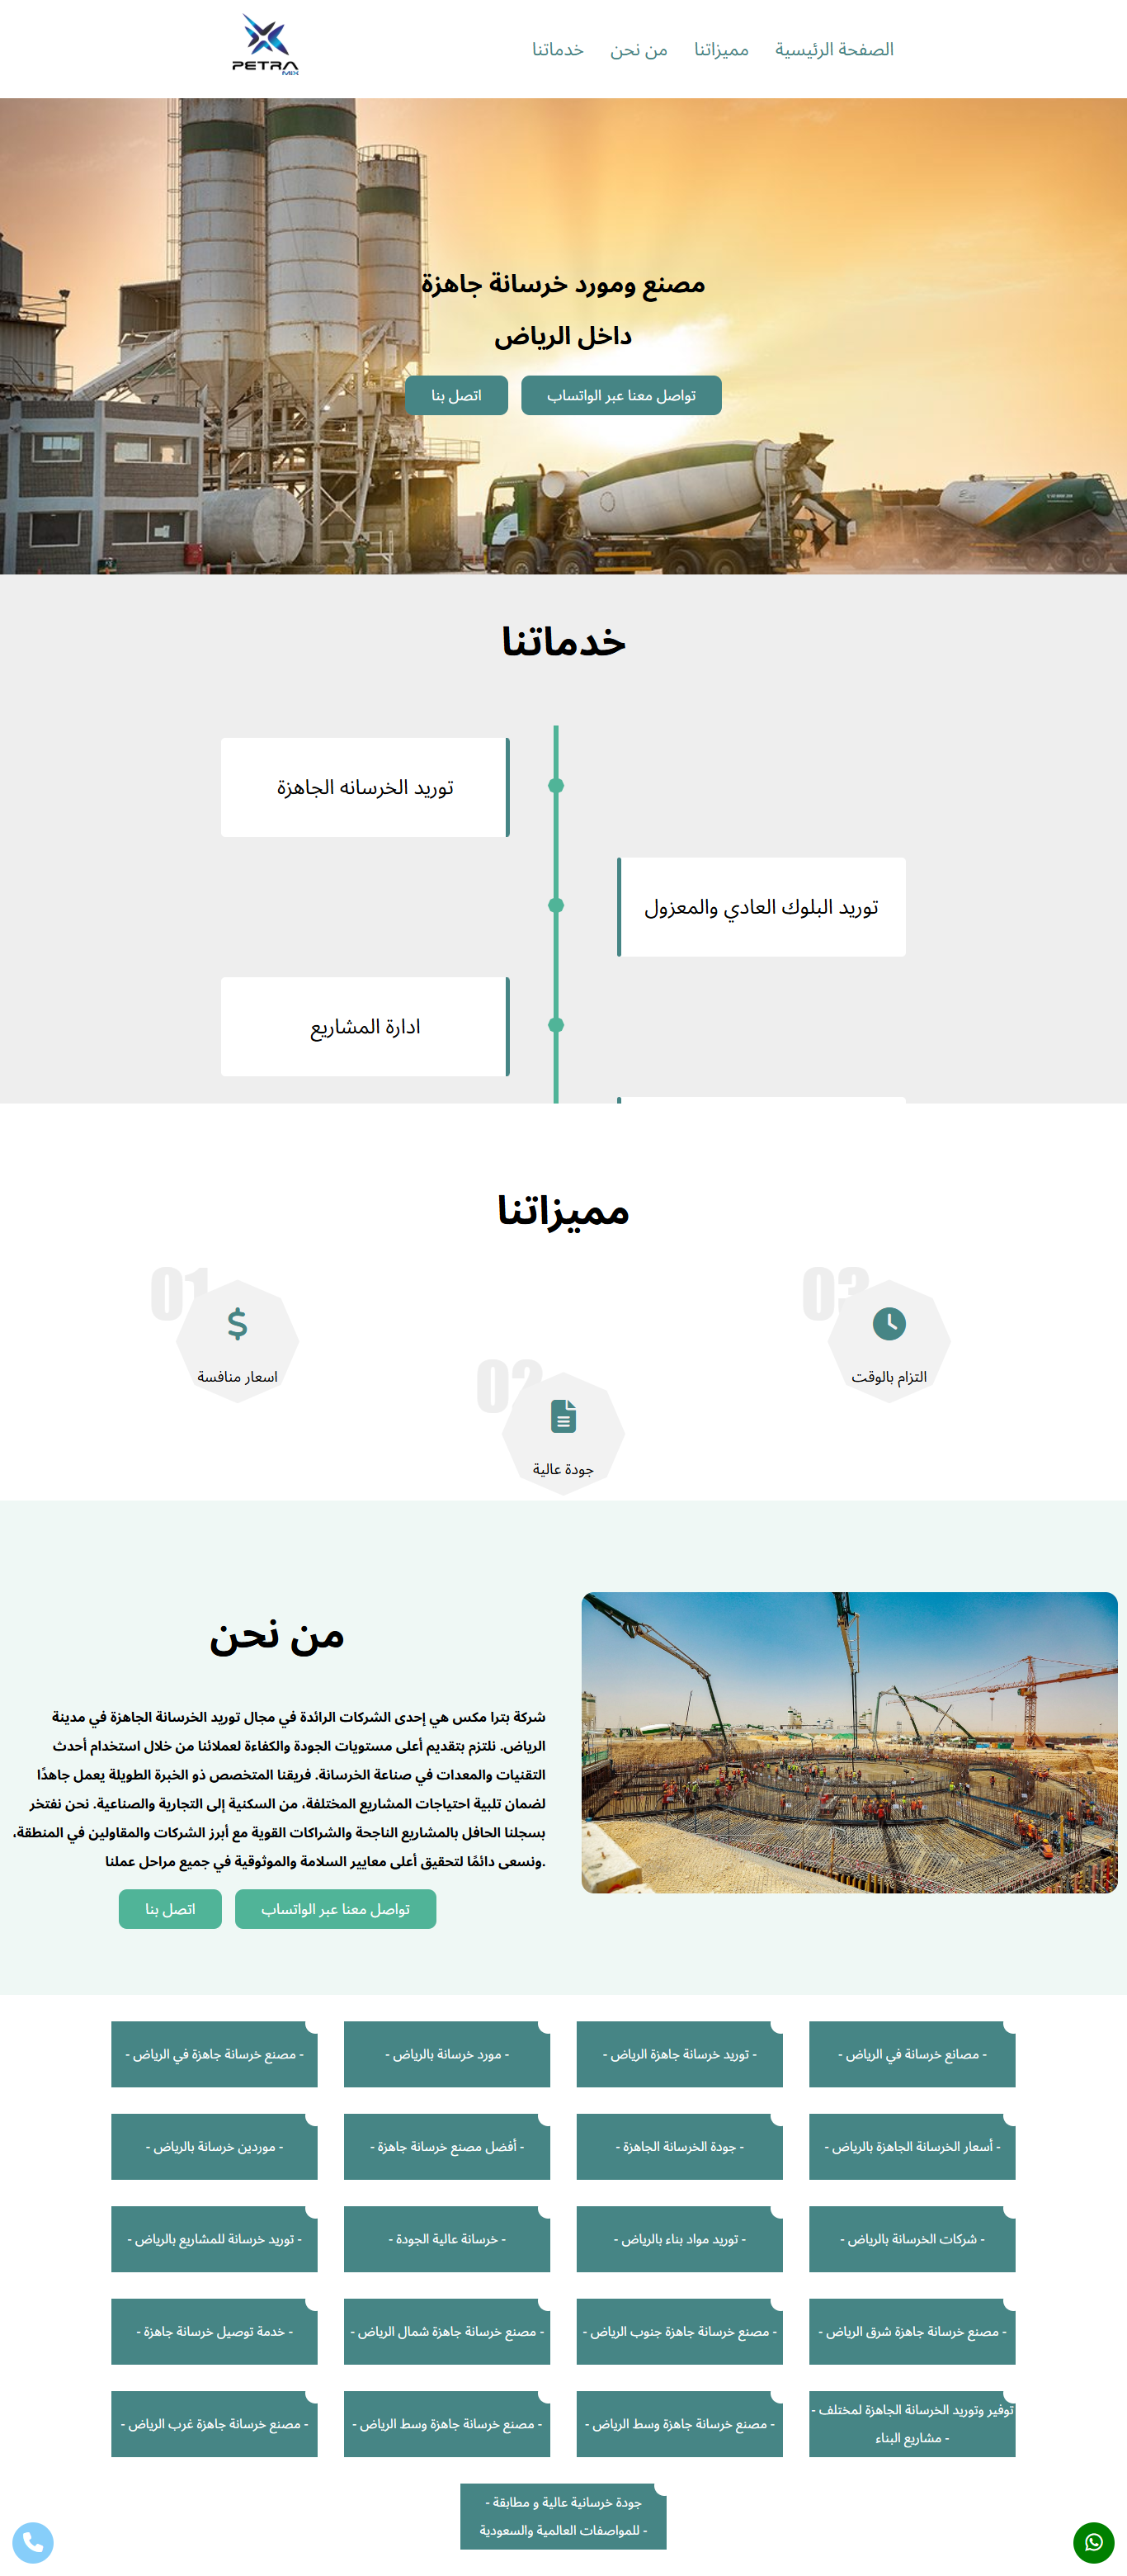 PETRA
MIX
الصفحة الرئيسية
مميزاتنا
من نحن
خدماتنا
مصنع ومورد خرسانة جاهزة
داخل الرياض
تواصل معنا عبر الواتساب
اتصل بنا
خدماتنا
توريد الخرسانه الجاهزة
توريد البلوك العادي والمعزول
ادارة المشاريع
مميزاتنا
03
التزام بالوقت
02
جودة عالية
01
اسعار منافسة
من نحن
شركة بترا مكس هي إحدى الشركات الرائدة في مجال توريد الخرسانة الجاهزة في مدينة
الرياض. نلتزم بتقديم أعلى مستويات الجودة والكفاءة لعملائنا من خلال استخدام أحدث
التقنيات والمعدات في صناعة الخرسانة. فريقنا المتخصص ذو الخبرة الطويلة يعمل جاهدًا
لضمان تلبية احتياجات المشاريع المختلفة، من السكنية إلى التجارية والصناعية. نحن نفتخر
بسجلنا الحافل بالمشاريع الناجحة والشراكات القوية مع أبرز الشركات والمقاولين في المنطقة،
.ونسعى دائمًا لتحقيق أعلى معايير السلامة والموثوقية في جميع مراحل عملنا
تواصل معنا عبر الواتساب
اتصل بنا
- مصانع خرسانة في الرياض -
- توريد خرسانة جاهزة الرياض -
- مورد خرسانة بالرياض -
- مصنع خرسانة جاهزة في الرياض -
- أسعار الخرسانة الجاهزة بالرياض -
- جودة الخرسانة الجاهزة -
- أفضل مصنع خرسانة جاهزة -
- موردين خرسانة بالرياض -
- شركات الخرسانة بالرياض -
- توريد مواد بناء بالرياض -
- خرسانة عالية الجودة -
- توريد خرسانة للمشاريع بالرياض -
- مصنع خرسانة جاهزة شرق الرياض -
- مصنع خرسانة جاهزة جنوب الرياض -
- مصنع خرسانة جاهزة شمال الرياض -
- خدمة توصيل خرسانة جاهزة -
توفير وتوريد الخرسانة الجاهزة لمختلف -
- مشاريع البناء
- مصنع خرسانة جاهزة وسط الرياض -
- مصنع خرسانة جاهزة وسط الرياض -
- مصنع خرسانة جاهزة غرب الرياض -
جودة خرسانية عالية و مطابقة -
- للمواصفات العالمية والسعودية